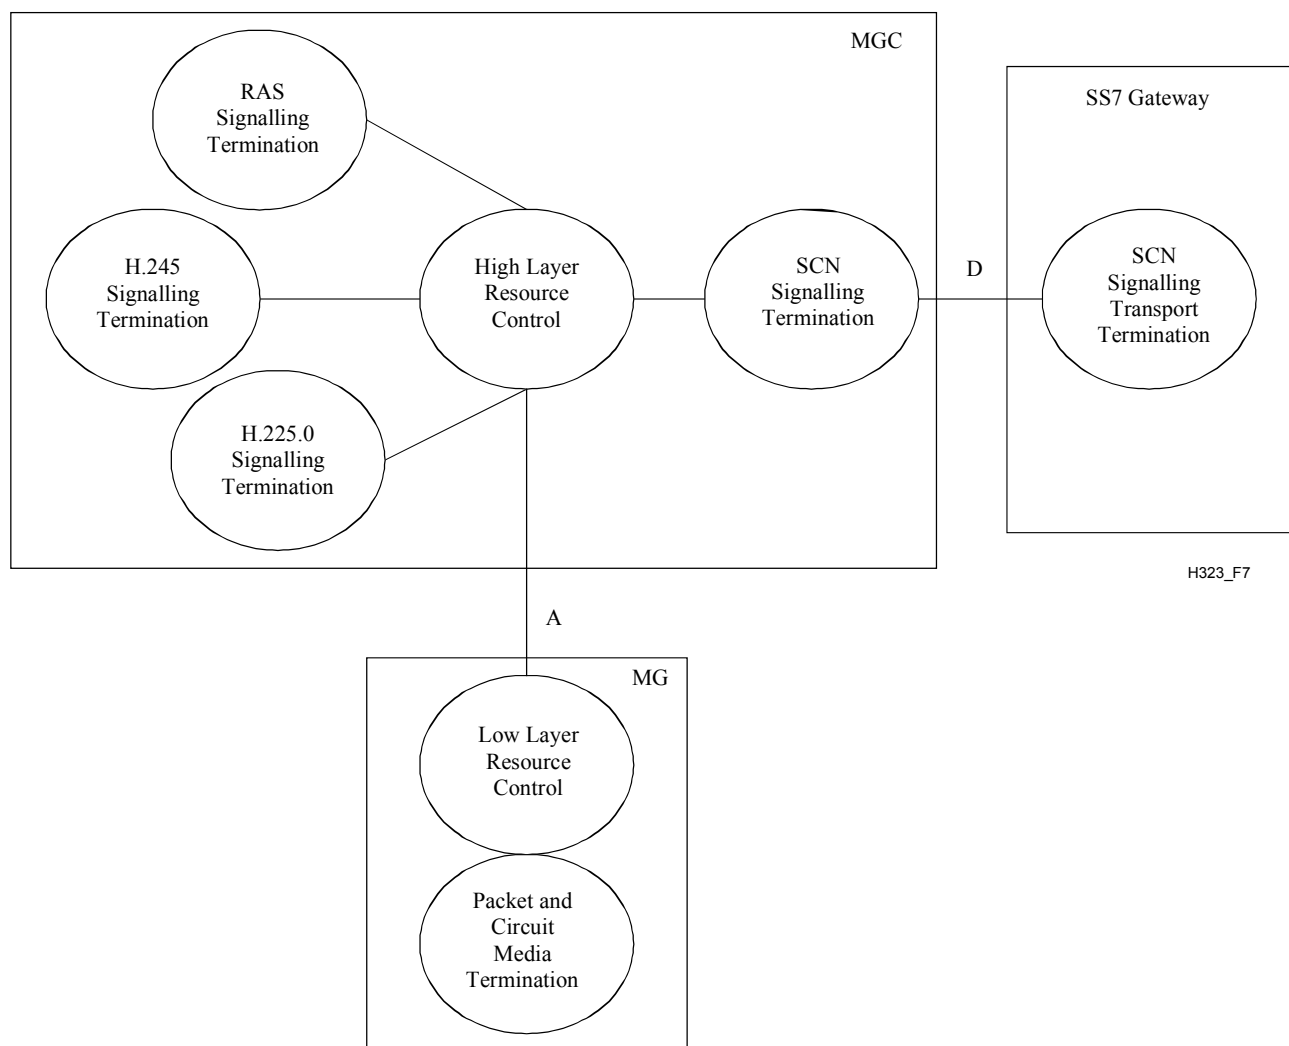 MGC
RAS
Signalling
Termination
SS7 Gateway
H.245
Signalling
Termination
High Layer
Resource
Control
SCN
Signalling
Termination
D
SCN
Signalling
Transport
Termination
H.225.0
Signalling
Termination
H323_F7
A
MG
Low Layer
Resource
Control
Packet and
Circuit
Media
Termination